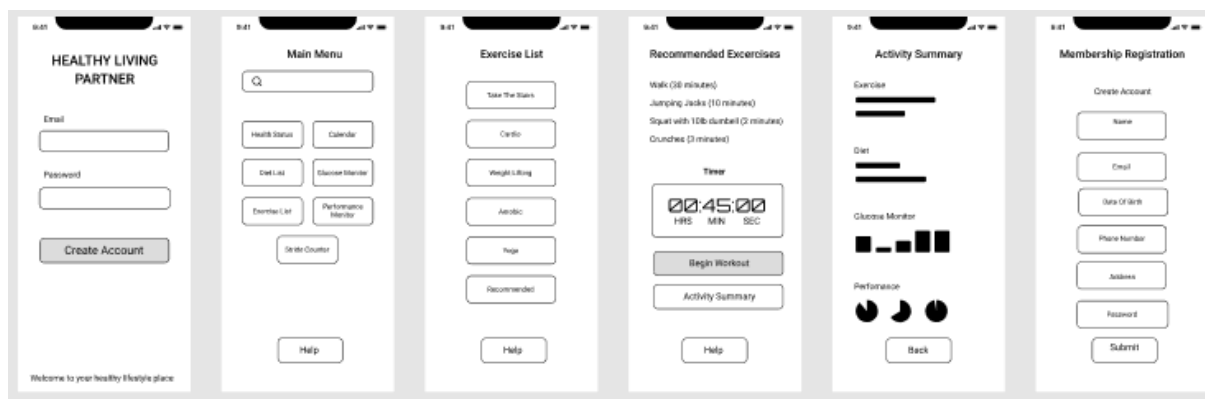 9:41
HEALTHY LIVING
PARTNER
Email
Password
Create Account
Welcome to your healthy lifestyle place
9:41
Main Menu
Health Status
Calendar
Diet List
Glucose Monitor
Exercise List
Performance
Monitor
Stride Counter
Help
9:41
Exercise List
Take The Stairs
Cardio
Weight Lifting
Aerobic
Yoga
Recommended
Help
9:41
Recommended Excercises
Walk (30 minutes)
Jumping Jacks (10 minutes)
Squat with 10lb dumbell (2 minutes)
Crunches (3 minutes)
Timer
00:45:00
HRS MIN SEC
Begin Workout
Activity Summary
Help
9:41
Activity Summary
Exercise
Diet
Glucose Monitor
Perfomance
Back
9:41
Membership Registration
Create Account
Name
Email
Date Of Birth
Phone Number
Address
Password
Submit